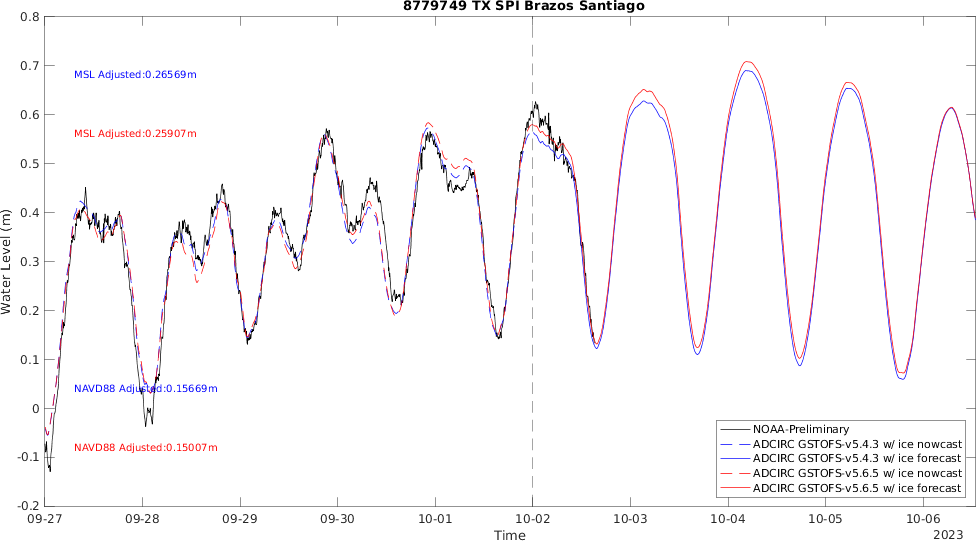 8779749 TX SPI Brazos Santiago
0.8
0.7
0.6
0.5
0.4
0.3
0.2
0.1
0
-0.1
-0.2
Water Level (m)
MSL Adjusted:0.26569m
MSL Adjusted:0.25907m
NAVD88 Adjusted:0.15669m
NAVD88 Adjusted:0.15007m
NOAA-Preliminary
ADCIRC GSTOFS-v5.4.3 w/ ice nowcast
ADCIRC GSTOFS-v5.4.3 w/ ice forecast
ADCIRC GSTOFS-v5.6.5 w/ ice nowcast
ADCIRC GSTOFS-v5.6.5 w/ ice forecast
09-27 09-28 09-29 09-30 10-01 10-02 10-03 10-04 10-05 10-06
Time
2023